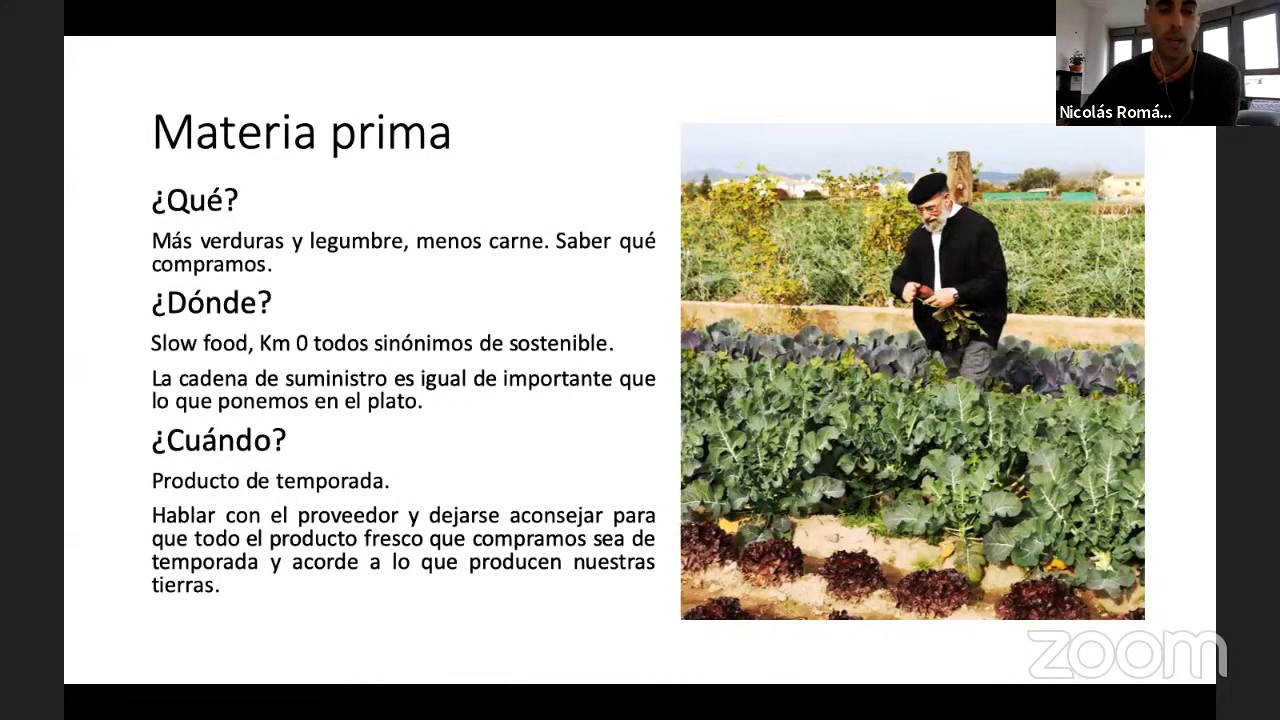 Nicolás Romá...
Materia prima
¿Qué?
Más verduras y legumbre, menos carne. Saber qué
compramos.
¿Dónde?
Slow food, Km 0 todos sinónimos de sostenible.
La cadena de suministro es igual de importante que
lo que ponemos en el plato.
¿Cuándo?
Producto de temporada.
Hablar con el proveedor y dejarse aconsejar para
que todo el producto fresco que compramos sea de
temporada y acorde a lo que producen nuestras
tierras.
zoom